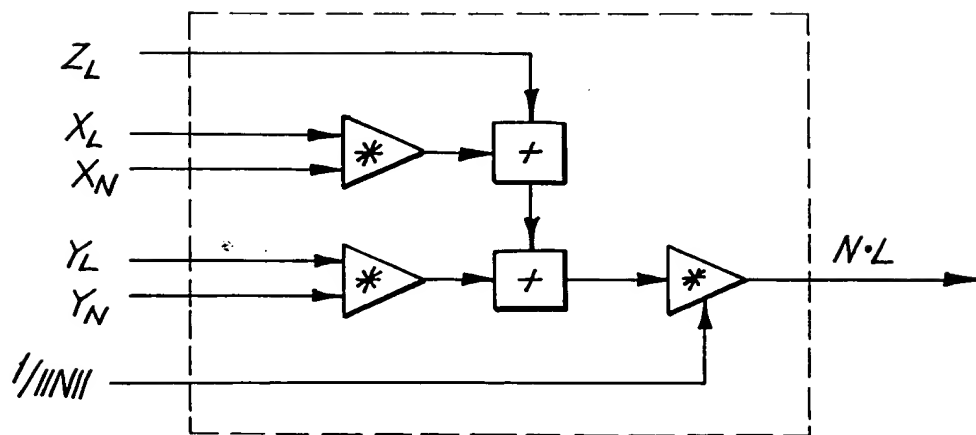 Z_L
X_L
*
+
X_N
Y_L
*
+
*
N·L
Y_N
1/|||N|||